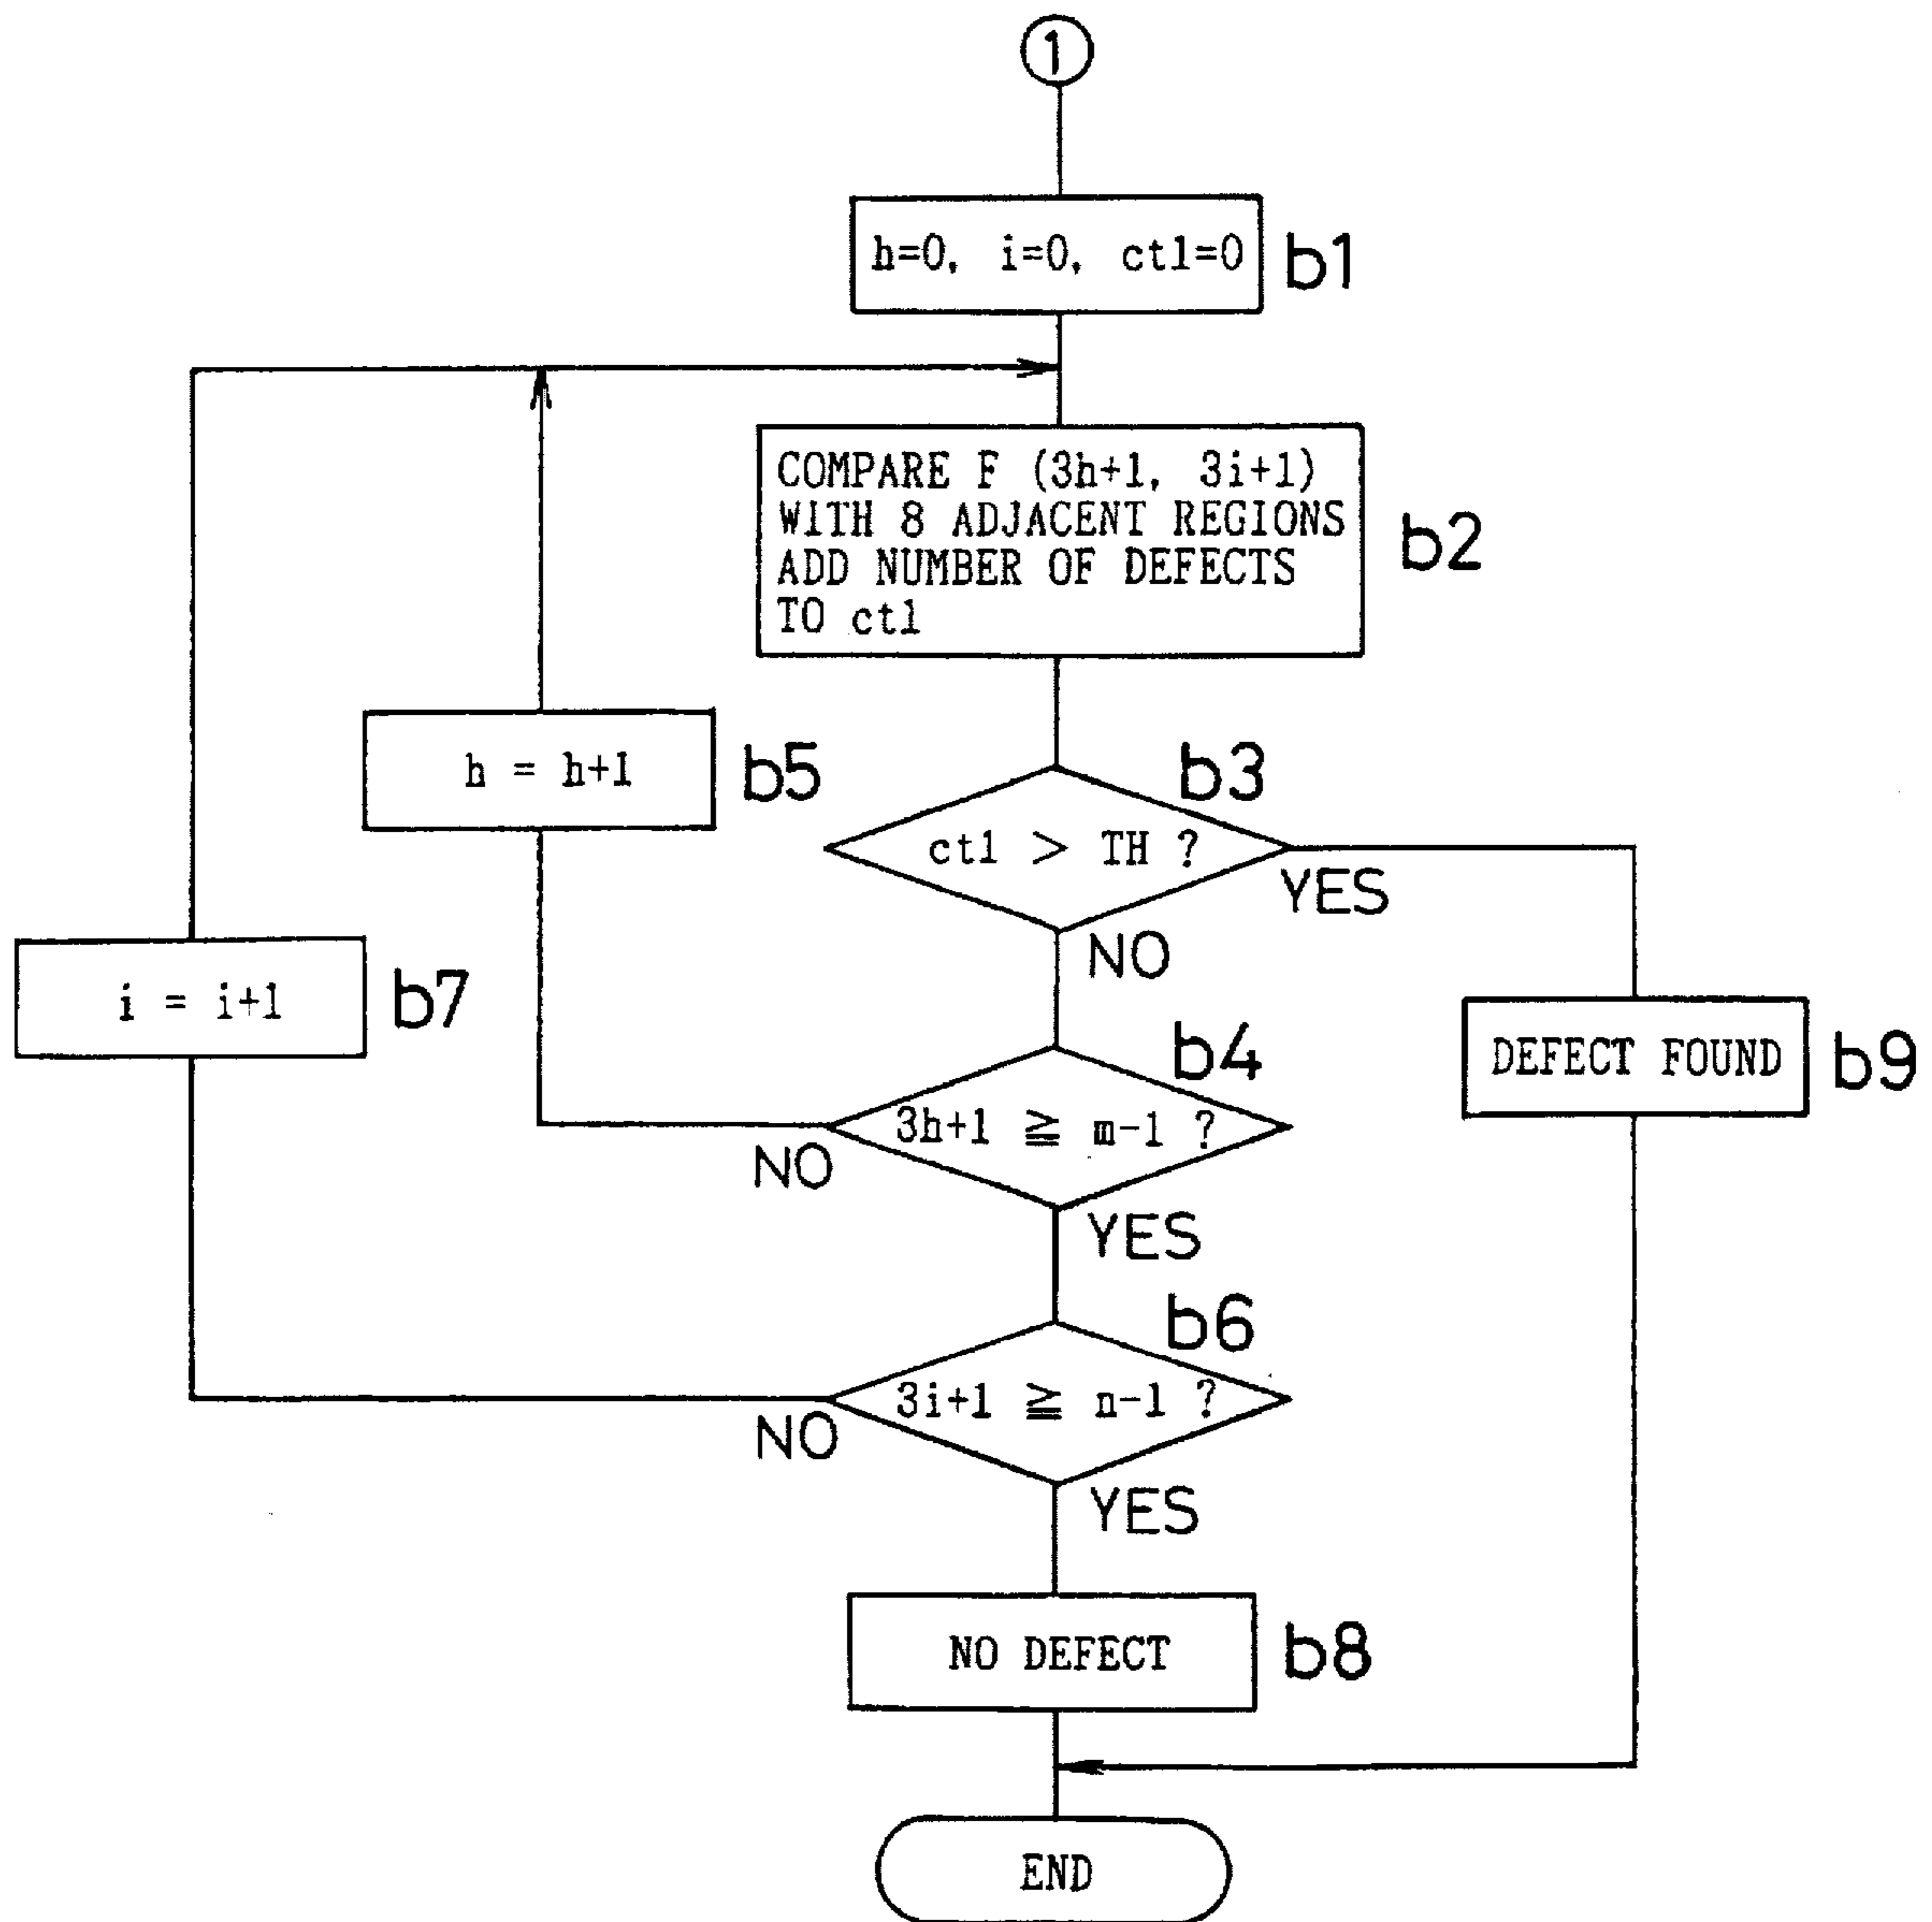 1
h=0, i=0, ct1=0
b1
COMPARE F (3h+1, 3i+1)
WITH 8 ADJACENT REGIONS
ADD NUMBER OF DEFECTS
TO ct1
b2
h = h+1
b5
b3
ct1 > TH ?
YES
NO
i = i+1
b7
b4
3h+1 ≧ m-1 ?
NO
YES
DEFECT FOUND
b9
b6
3i+1 ≧ n-1 ?
NO
YES
NO DEFECT
b8
END